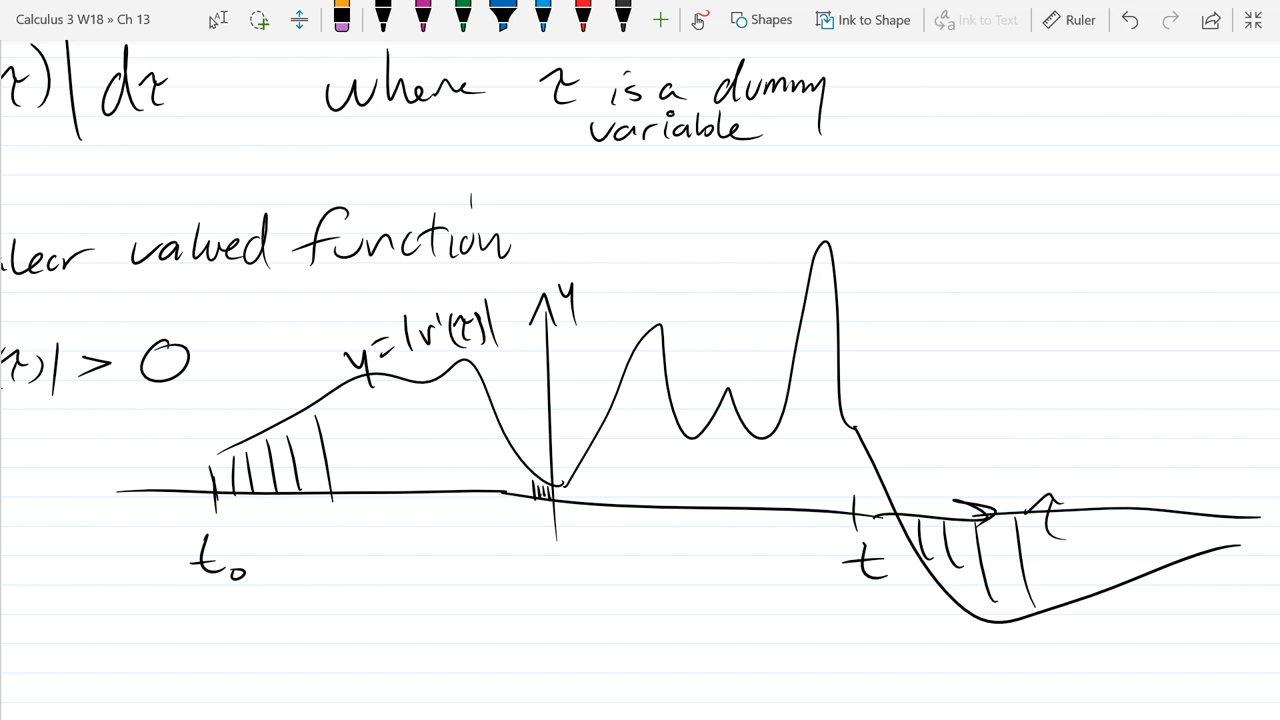 Calculus 3 W18 » Ch 13
Shapes
Ink to Shape
Ink to Text
Ruler
τ)| dτ where τ is a dummy
variable
valued function
y
y = |r'(τ)|
τ)| > 0
τ
t₀
t